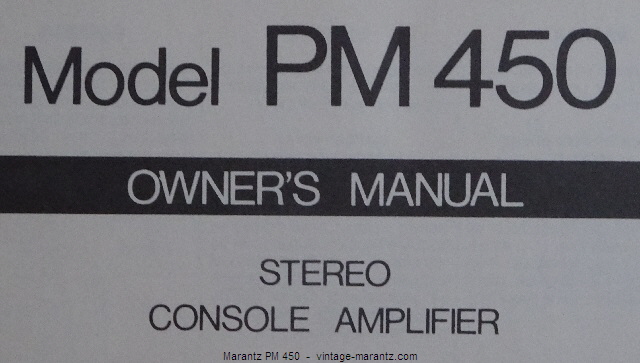 Model PM 450
OWNER'S MANUAL
STEREO
CONSOLE AMPLIFIER
Marantz PM 450 - vintage-marantz.com